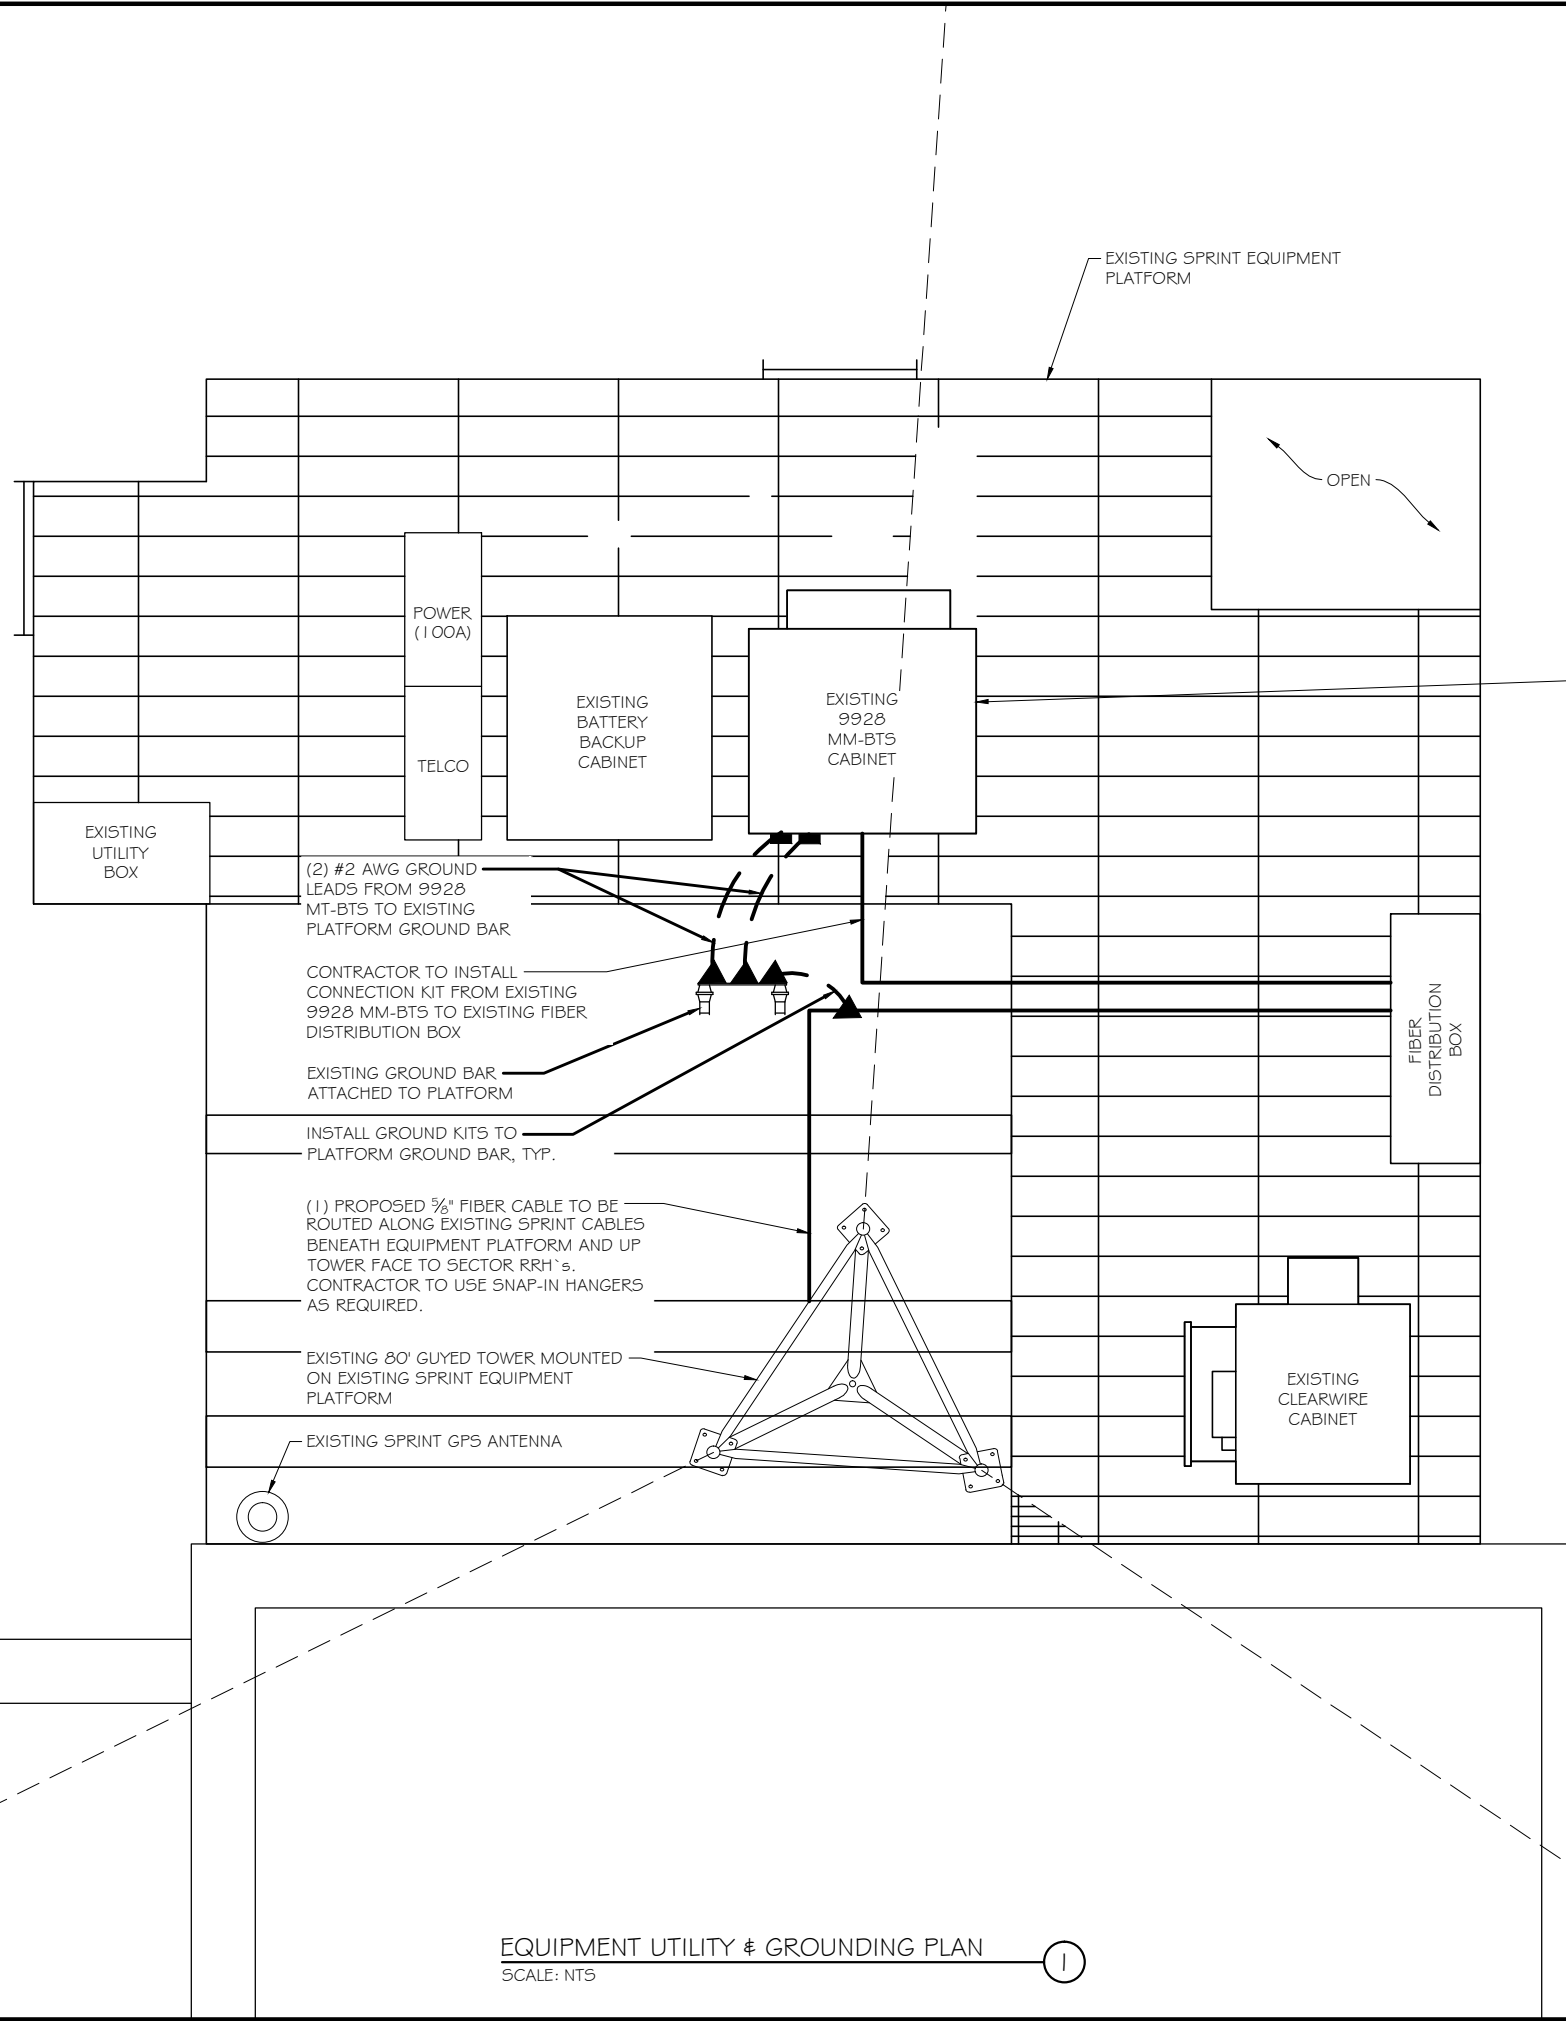 EXISTING SPRINT EQUIPMENT
PLATFORM
OPEN
POWER
(100A)
TELCO
EXISTING
BATTERY
BACKUP
CABINET
EXISTING
9928
MM-BTS
CABINET
EXISTING
UTILITY
BOX
(2) #2 AWG GROUND
LEADS FROM 9928
MT-BTS TO EXISTING
PLATFORM GROUND BAR
CONTRACTOR TO INSTALL
CONNECTION KIT FROM EXISTING
9928 MM-BTS TO EXISTING FIBER
DISTRIBUTION BOX
EXISTING GROUND BAR
ATTACHED TO PLATFORM
INSTALL GROUND KITS TO
PLATFORM GROUND BAR, TYP.
(1) PROPOSED ⅝" FIBER CABLE TO BE
ROUTED ALONG EXISTING SPRINT CABLES
BENEATH EQUIPMENT PLATFORM AND UP
TOWER FACE TO SECTOR RRH`s.
CONTRACTOR TO USE SNAP-IN HANGERS
AS REQUIRED.
EXISTING 80' GUYED TOWER MOUNTED
ON EXISTING SPRINT EQUIPMENT
PLATFORM
EXISTING SPRINT GPS ANTENNA
FIBER
DISTRIBUTION
BOX
EXISTING
CLEARWIRE
CABINET
EQUIPMENT UTILITY & GROUNDING PLAN
1
SCALE: NTS